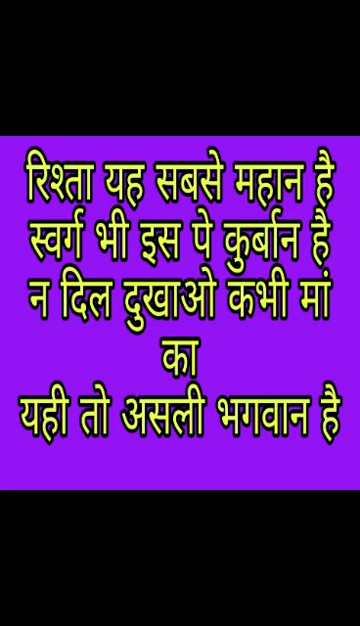 रिश्ता यह सबसे महान है
स्वर्ग भी इस पे कुर्बान है
न दिल दुखाओ कभी मां
का
यही तो असली भगवान है